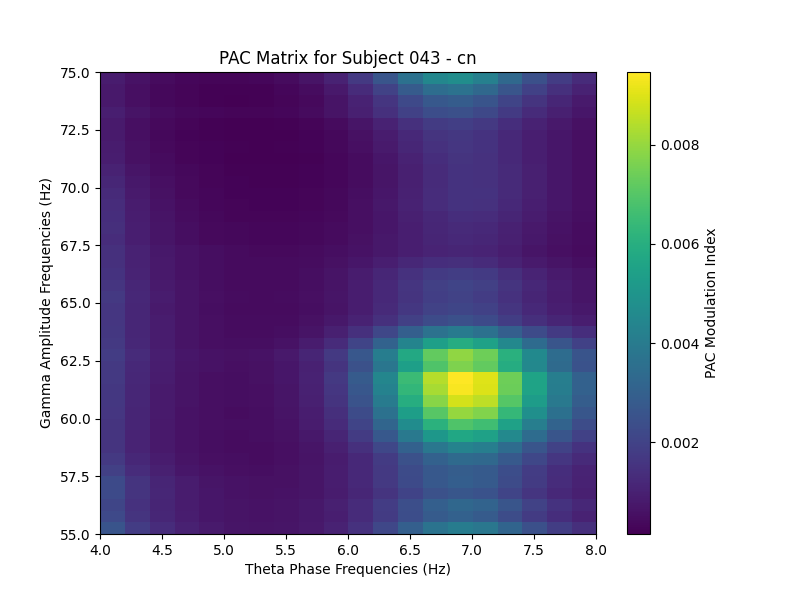 PAC Matrix for Subject 043 - cn
75.0
72.5
70.0
67.5
65.0
62.5
60.0
57.5
55.0
Gamma Amplitude Frequencies (Hz)
4.0 4.5 5.0 5.5 6.0 6.5 7.0 7.5 8.0
Theta Phase Frequencies (Hz)
0.008
0.006
0.004
0.002
PAC Modulation Index